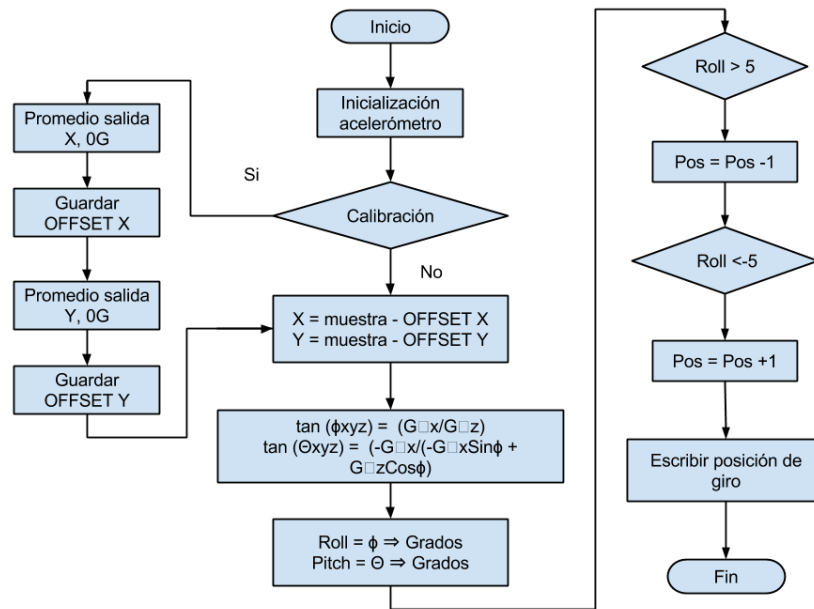 Inicio
Inicialización
acelerómetro
Calibración
Si
No
Promedio salida
X, 0G
Guardar
OFFSET X
Promedio salida
Y, 0G
Guardar
OFFSET Y
X = muestra - OFFSET X
Y = muestra - OFFSET Y
tan (ϕxyz) = (G□x/G□z)
tan (Θxyz) = (-G□x/(-G□xSinϕ +
G□zCosϕ)
Roll = ϕ ⇒ Grados
Pitch = Θ ⇒ Grados
Roll > 5
Pos = Pos -1
Roll <-5
Pos = Pos +1
Escribir posición de
giro
Fin